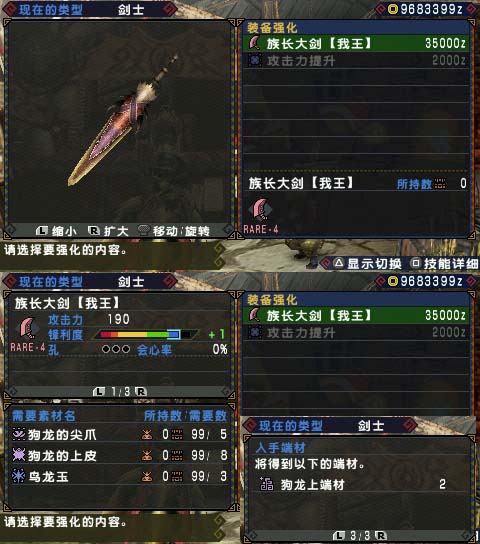 现在的类型 剑士
9683399z
装备强化
族长大剑【我王】 35000z
攻击力提升 2000z
族长大剑【我王】 所持数 0
RARE-4
L 缩小 R 扩大 移动/旋转
请选择要强化的内容。
△ 显示切换 □ 技能详细
现在的类型 剑士
9683399z
族长大剑【我王】
攻击力 190
锋利度 +1
RARE-4
孔 会心率 0%
L 1/3 R
装备强化
族长大剑【我王】 35000z
攻击力提升 2000z
需要素材名 所持数/需要数
狗龙的尖爪 0 99/ 5
狗龙的上皮 0 99/ 8
鸟龙玉 0 99/ 3
请选择要强化的内容。
现在的类型 剑士
入手端材
将得到以下的端材。
狗龙上端材 2
L 3/3 R